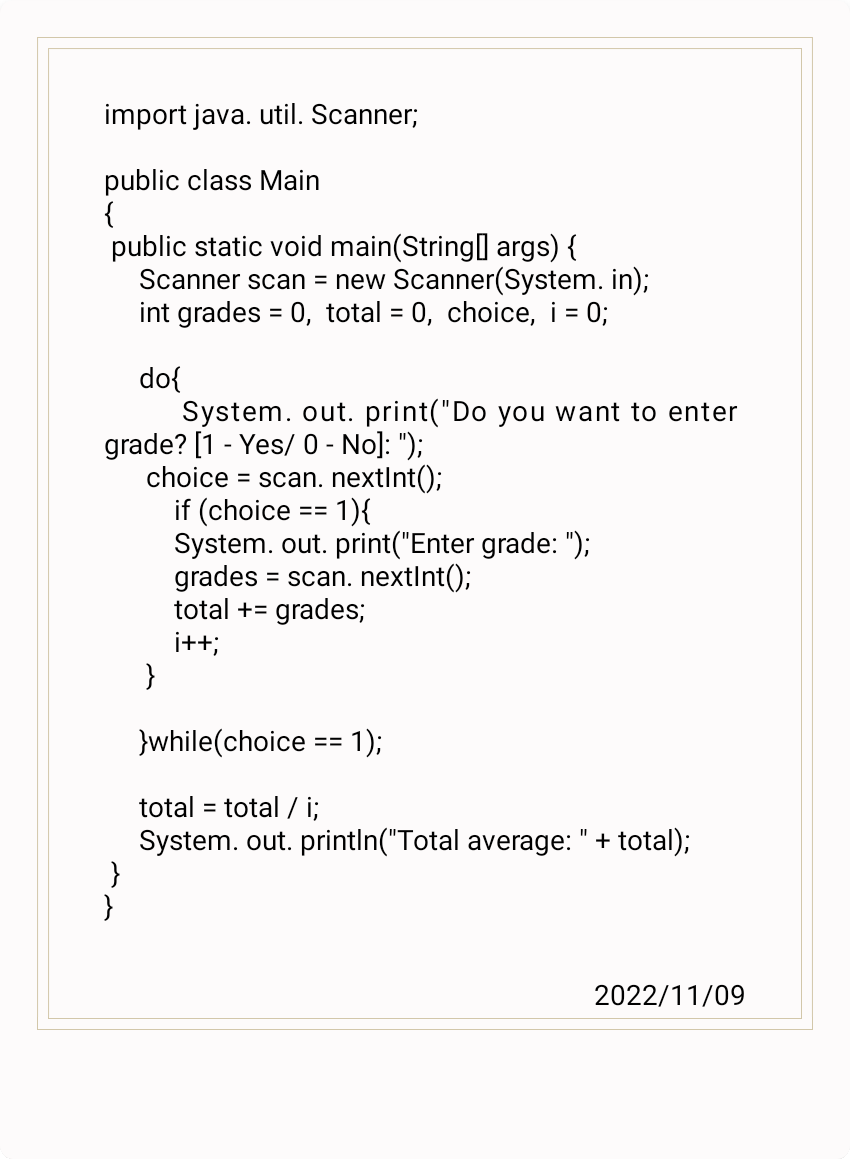 import java. util. Scanner;
public class Main
{
public static void main(String[] args) {
Scanner scan = new Scanner(System. in);
int grades = 0,  total = 0,  choice,  i = 0;
do{
System. out. print("Do you want to enter
grade? [1 - Yes/ 0 - No]: ");
choice = scan. nextInt();
if (choice == 1){
System. out. print("Enter grade: ");
grades = scan. nextInt();
total += grades;
i++;
}
}while(choice == 1);
total = total / i;
System. out. println("Total average: " + total);
}
}
2022/11/09